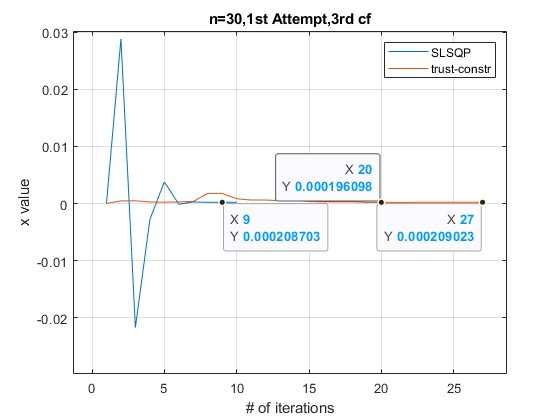 n=30,1st Attempt,3rd cf
0.03
0.02
0.01
0
-0.01
-0.02
x value
SLSQP
trust-constr
X 20
Y 0.000196098
X 9
Y 0.000208703
X 27
Y 0.000209023
0 5 10 15 20 25
# of iterations